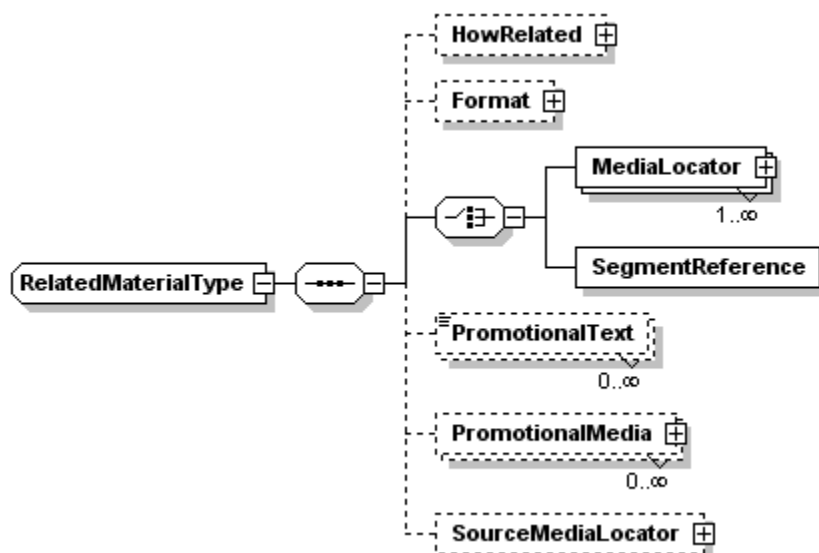 HowRelated
Format
MediaLocator
1..∞
RelatedMaterialType
SegmentReference
PromotionalText
0..∞
PromotionalMedia
0..∞
SourceMediaLocator